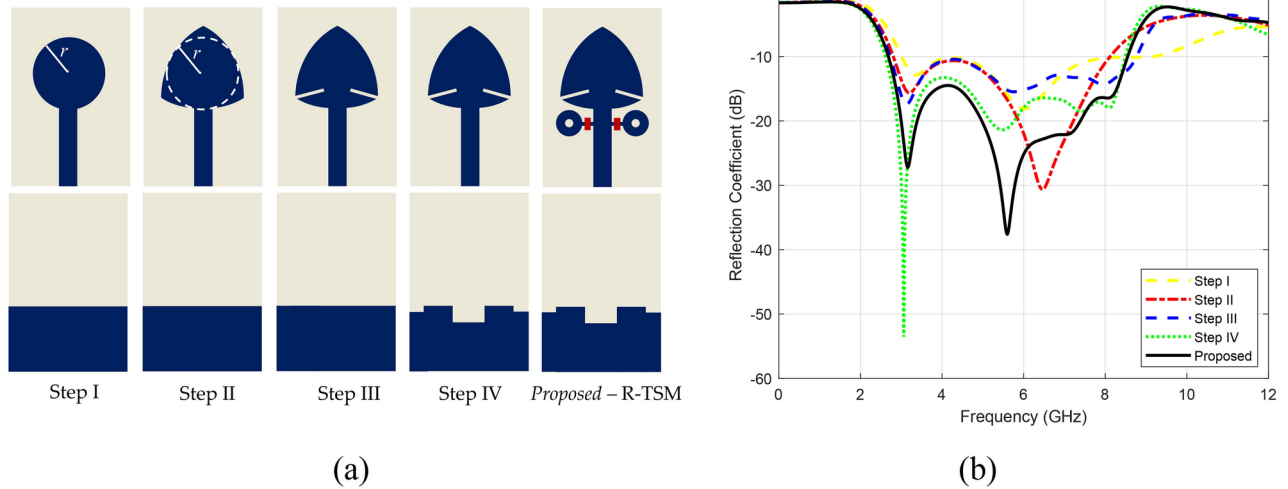 r
r
Step I
Step II
Step III
Step IV
Proposed – R-TSM
(a)
Reflection Coefficient (dB)
-10
-20
-30
-40
-50
-60
0
2
4
6
8
10
12
Frequency (GHz)
Step I
Step II
Step III
Step IV
Proposed
(b)